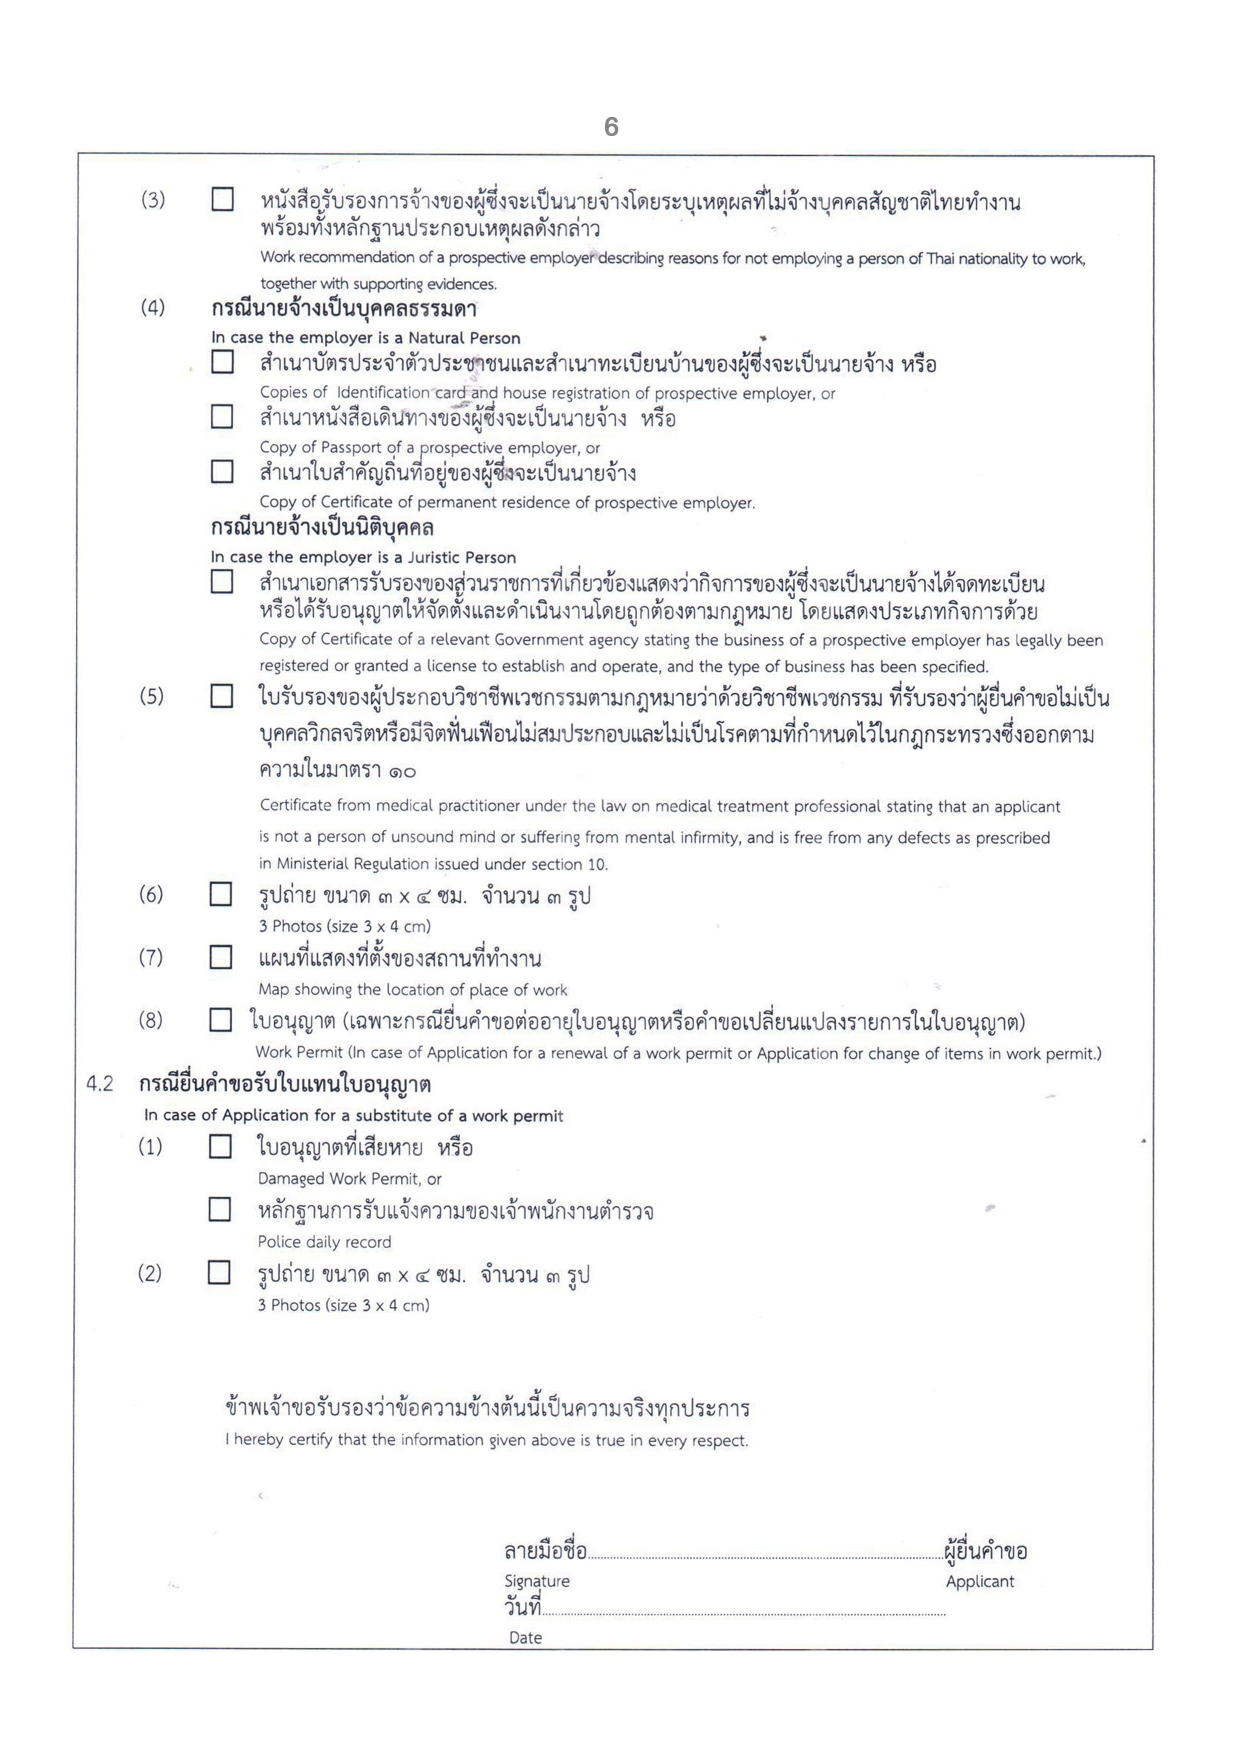 6
(3) ☐ หนังสือรับรองการจ้างของผู้ซึ่งจะเป็นนายจ้างโดยระบุเหตุผลที่ไม่จ้างบุคคลสัญชาติไทยทำงาน
พร้อมทั้งหลักฐานประกอบเหตุผลดังกล่าว
Work recommendation of a prospective employer describing reasons for not employing a person of Thai nationality to work,
together with supporting evidences.
(4) กรณีนายจ้างเป็นบุคคลธรรมดา
In case the employer is a Natural Person
☐ สำเนาบัตรประจำตัวประชาชนและสำเนาทะเบียนบ้านของผู้ซึ่งจะเป็นนายจ้าง หรือ
Copies of Identification card and house registration of prospective employer, or
☐ สำเนาหนังสือเดินทางของผู้ซึ่งจะเป็นนายจ้าง หรือ
Copy of Passport of a prospective employer, or
☐ สำเนาใบสำคัญถิ่นที่อยู่ของผู้ซึ่งจะเป็นนายจ้าง
Copy of Certificate of permanent residence of prospective employer.
กรณีนายจ้างเป็นนิติบุคคล
In case the employer is a Juristic Person
☐ สำเนาเอกสารรับรองของส่วนราชการที่เกี่ยวข้องแสดงว่ากิจการของผู้ซึ่งจะเป็นนายจ้างได้จดทะเบียน
หรือได้รับอนุญาตให้จัดตั้งและดำเนินงานโดยถูกต้องตามกฎหมาย โดยแสดงประเภทกิจการด้วย
Copy of Certificate of a relevant Government agency stating the business of a prospective employer has legally been
registered or granted a license to establish and operate, and the type of business has been specified.
(5) ☐ ใบรับรองของผู้ประกอบวิชาชีพเวชกรรมตามกฎหมายว่าด้วยวิชาชีพเวชกรรม ที่รับรองว่าผู้ยื่นคำขอไม่เป็น
บุคคลวิกลจริตหรือมีจิตฟั่นเฟือนไม่สมประกอบและไม่เป็นโรคตามที่กำหนดไว้ในกฎกระทรวงซึ่งออกตาม
ความในมาตรา ๑๐
Certificate from medical practitioner under the law on medical treatment professional stating that an applicant
is not a person of unsound mind or suffering from mental infirmity, and is free from any defects as prescribed
in Ministerial Regulation issued under section 10.
(6) ☐ รูปถ่าย ขนาด ๓ x ๔ ซม. จำนวน ๓ รูป
3 Photos (size 3 x 4 cm)
(7) ☐ แผนที่แสดงที่ตั้งของสถานที่ทำงาน
Map showing the location of place of work
(8) ☐ ใบอนุญาต (เฉพาะกรณียื่นคำขอต่ออายุใบอนุญาตหรือคำขอเปลี่ยนแปลงรายการในใบอนุญาต)
Work Permit (In case of Application for a renewal of a work permit or Application for change of items in work permit.)
4.2 กรณียื่นคำขอรับใบแทนใบอนุญาต
In case of Application for a substitute of a work permit
(1) ☐ ใบอนุญาตที่เสียหาย หรือ
Damaged Work Permit, or
☐ หลักฐานการรับแจ้งความของเจ้าพนักงานตำรวจ
Police daily record
(2) ☐ รูปถ่าย ขนาด ๓ x ๔ ซม. จำนวน ๓ รูป
3 Photos (size 3 x 4 cm)
ข้าพเจ้าขอรับรองว่าข้อความข้างต้นนี้เป็นความจริงทุกประการ
I hereby certify that the information given above is true in every respect.
ลายมือชื่อ..........ผู้ยื่นคำขอ
Signature Applicant
วันที่..........
Date